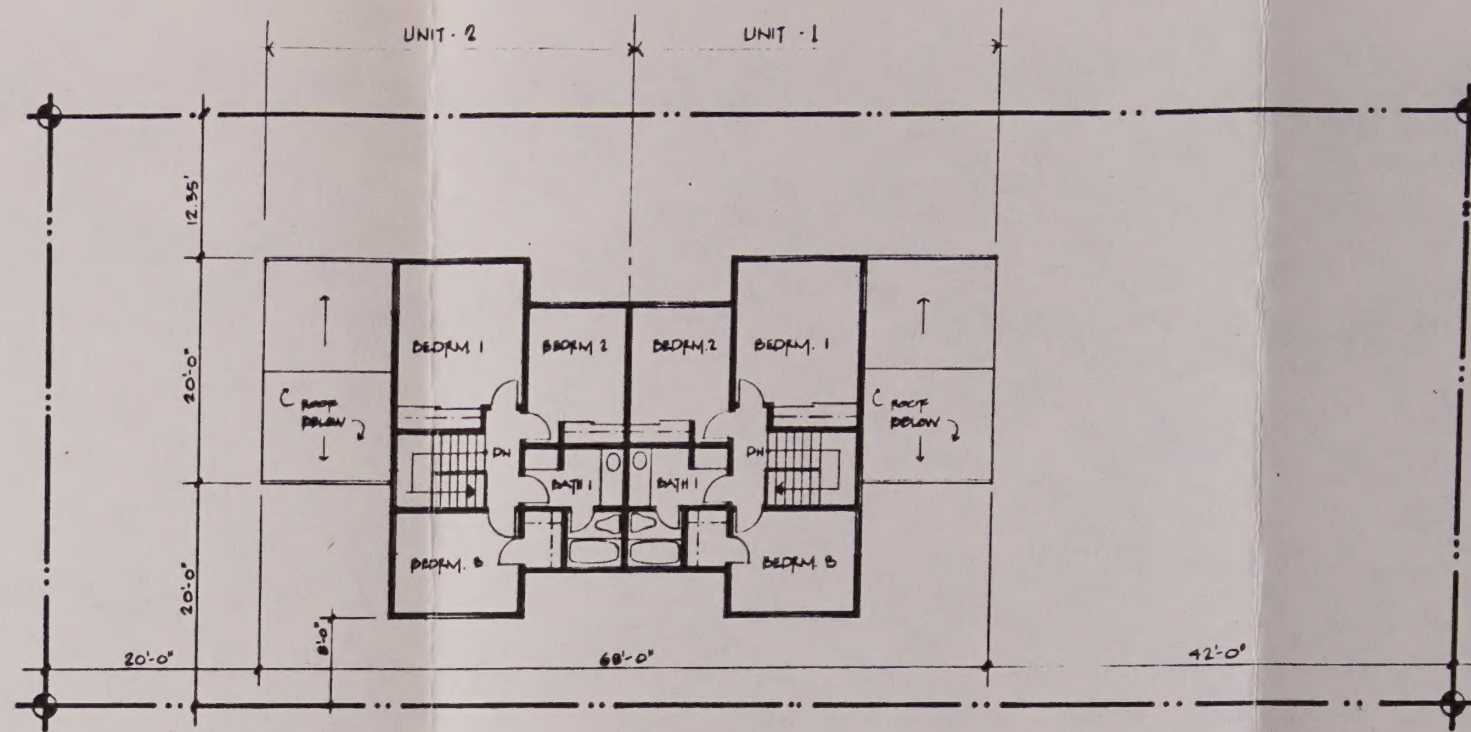 UNIT - 2
UNIT - 1
12.35'
BEDRM. 1
BEDRM. 2
BEDRM. 2
BEDRM. 1
20'-0"
ROOF
BELOW
ROOF
BELOW
DN
DN
BATH 1
BATH 1
BEDRM. 3
BEDRM. 3
20'-0"
8'-0"
20'-0"
68'-0"
42'-0"